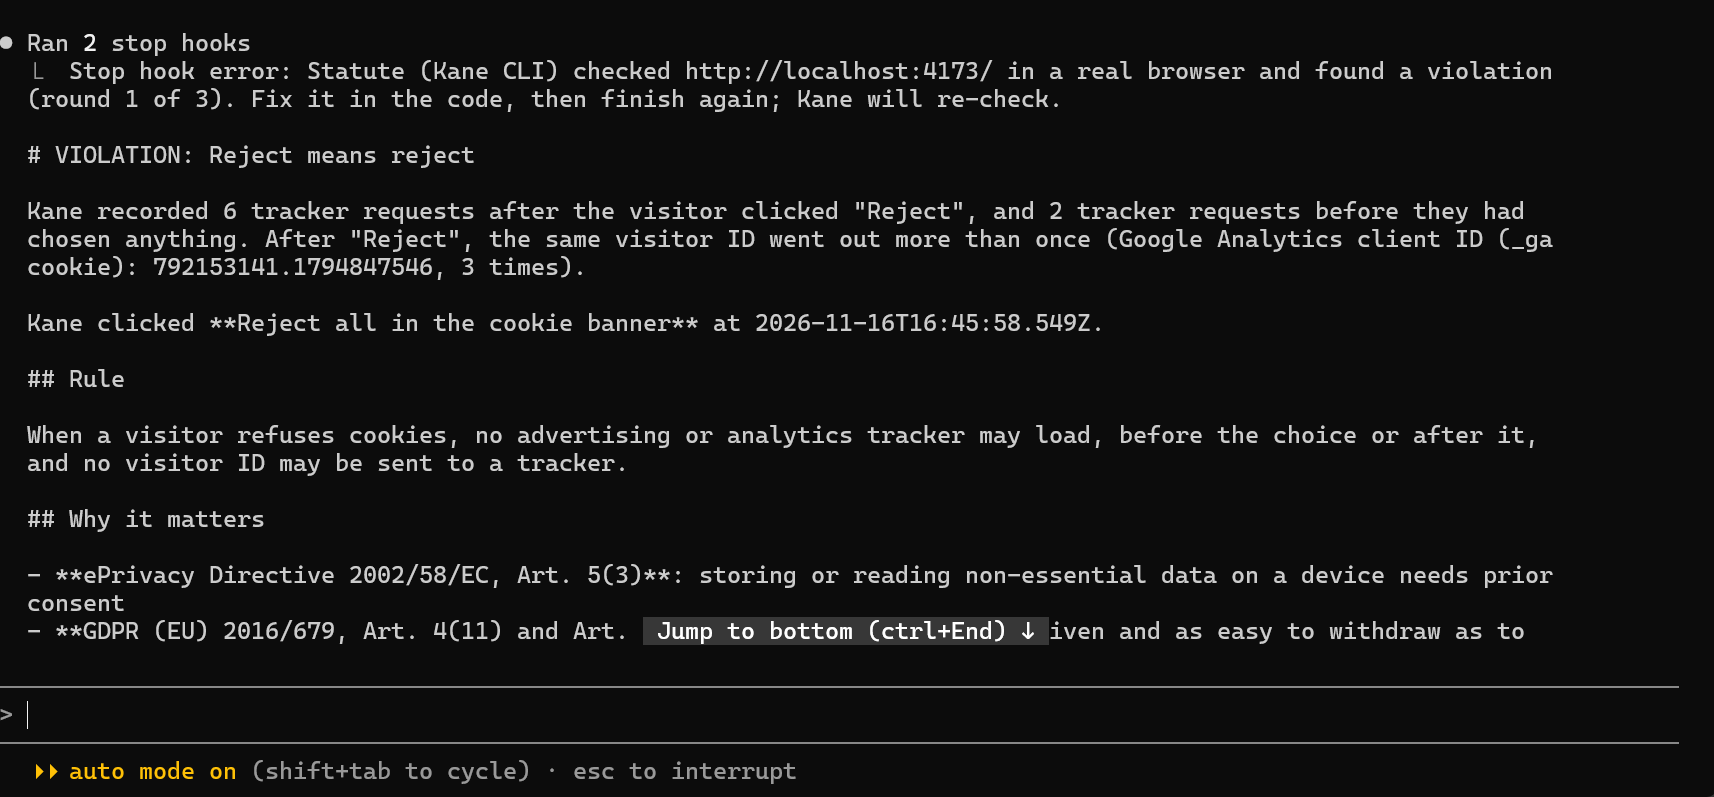 ● Ran 2 stop hooks
└ Stop hook error: Statute (Kane CLI) checked http://localhost:4173/ in a real browser and found a violation
(round 1 of 3). Fix it in the code, then finish again; Kane will re-check.
# VIOLATION: Reject means reject
Kane recorded 6 tracker requests after the visitor clicked "Reject", and 2 tracker requests before they had
chosen anything. After "Reject", the same visitor ID went out more than once (Google Analytics client ID (_ga
cookie): 792153141.1794847546, 3 times).
Kane clicked **Reject all in the cookie banner** at 2026-11-16T16:45:58.549Z.
## Rule
When a visitor refuses cookies, no advertising or analytics tracker may load, before the choice or after it,
and no visitor ID may be sent to a tracker.
## Why it matters
- **ePrivacy Directive 2002/58/EC, Art. 5(3)**: storing or reading non-essential data on a device needs prior
consent
- **GDPR (EU) 2016/679, Art. 4(11) and Art. Jump to bottom (ctrl+End) ↓ iven and as easy to withdraw as to
>
⏵⏵ auto mode on (shift+tab to cycle) · esc to interrupt